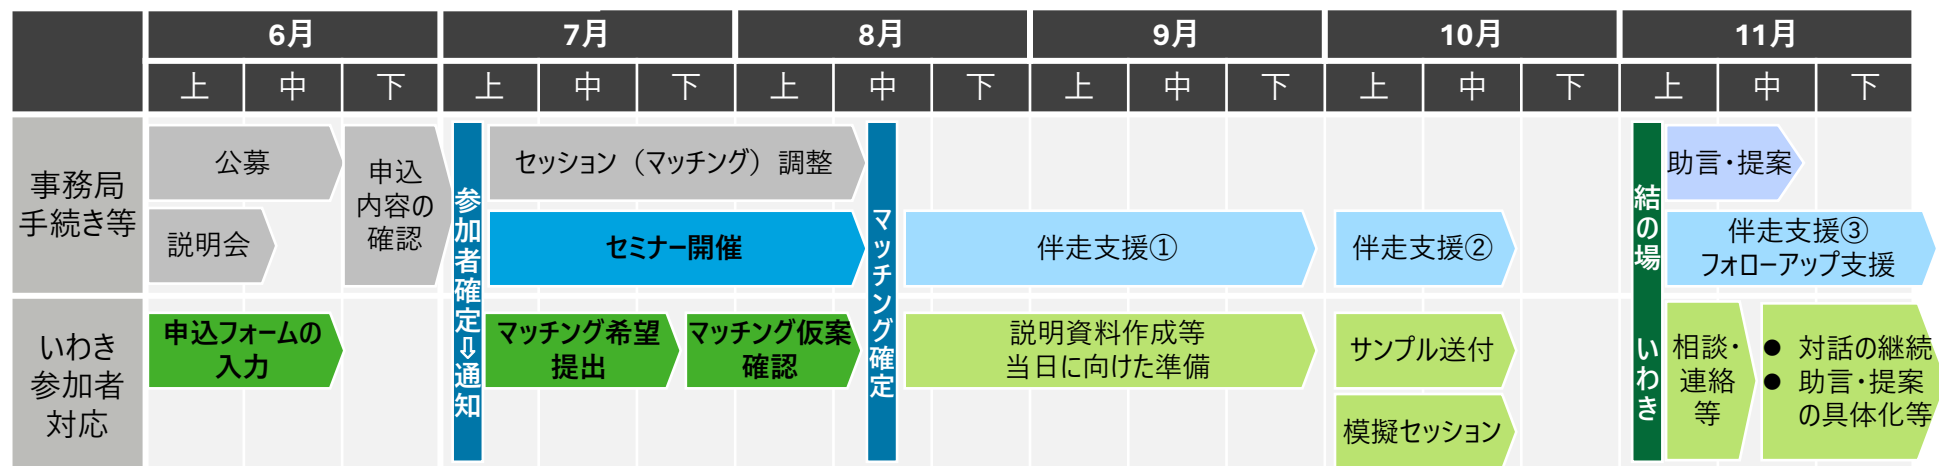 6月
7月
8月
9月
10月
11月
上 中 下 上 中 下 上 中 下 上 中 下 上 中 下 上 中 下
事務局
手続き等
公募
説明会
申込
内容の
確認
参加者確定⇩通知
セッション（マッチング）調整
セミナー開催
マッチング確定
伴走支援①
伴走支援②
結の場 いわき
助言・提案
伴走支援③
フォローアップ支援
いわき
参加者
対応
申込フォームの
入力
マッチング希望
提出
マッチング仮案
確認
説明資料作成等
当日に向けた準備
サンプル送付
模擬セッション
相談・
連絡
等
● 対話の継続
● 助言・提案
の具体化等